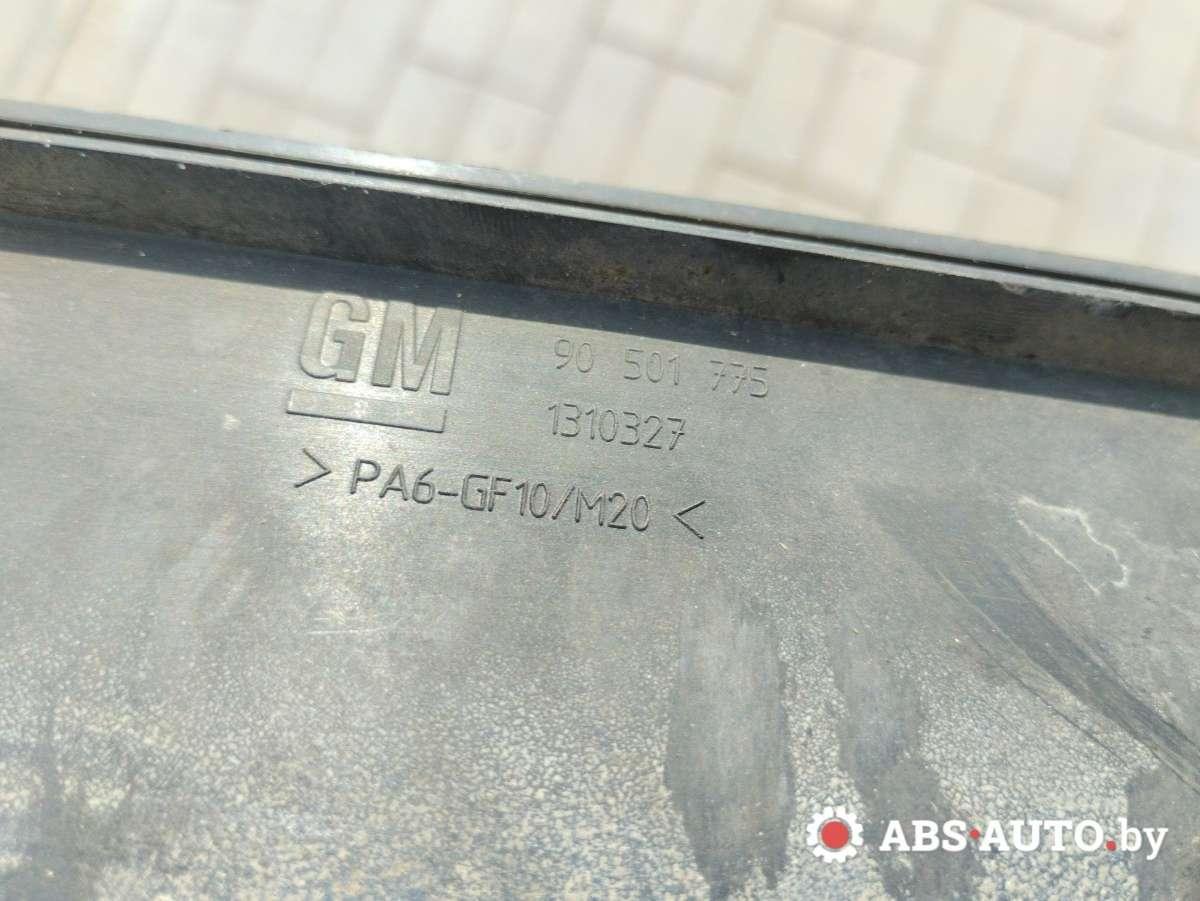 GM
90 501 775
1310327
> PA6-GF10/M20 <
ABS·AUTO.by